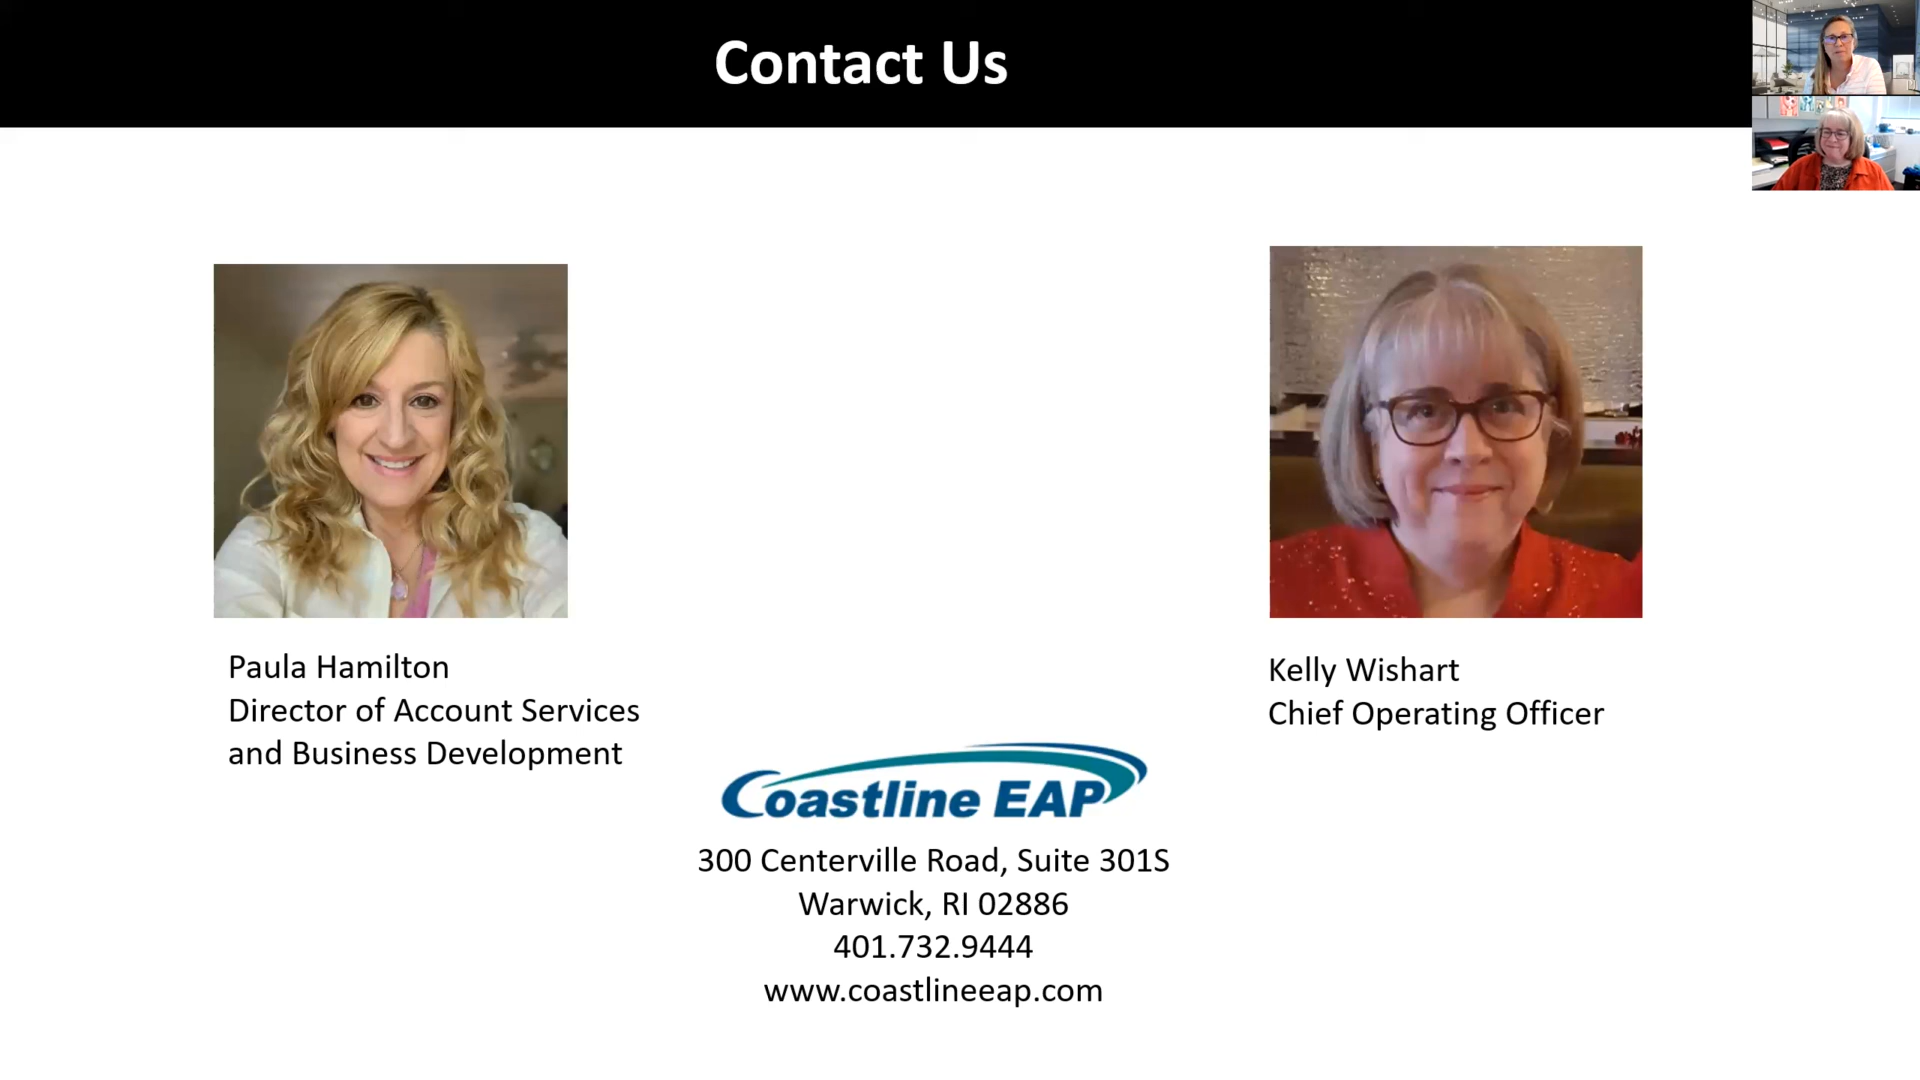 Contact Us
Paula Hamilton
Director of Account Services
and Business Development
Kelly Wishart
Chief Operating Officer
Coastline EAP
300 Centerville Road, Suite 301S
Warwick, RI 02886
401.732.9444
www.coastlineeap.com